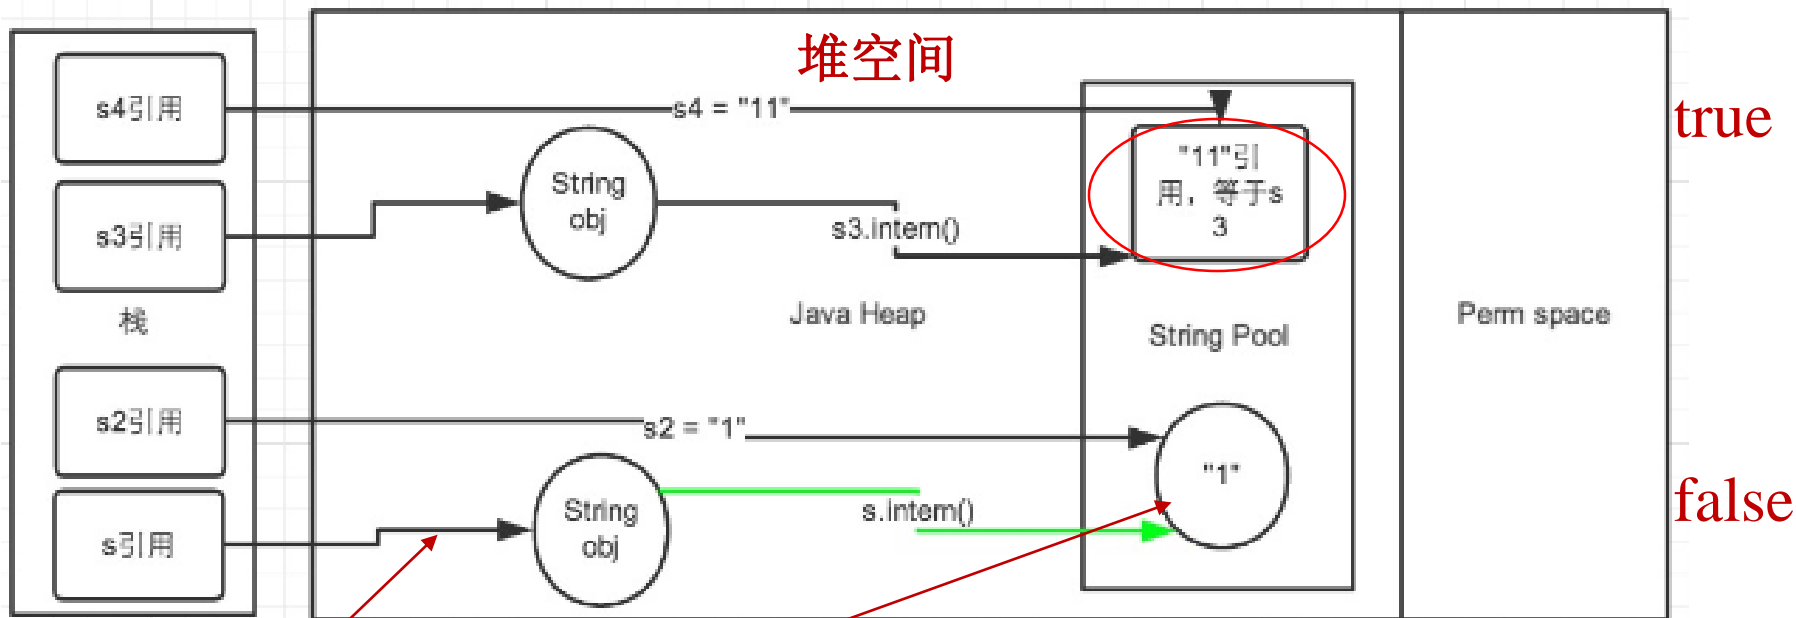 堆空间
s4引用
s4 = "11"
true
String
obj
"11"引
用，等于s
3
s3引用
s3.intern()
栈
Java Heap
String Pool
Perm space
s2引用
s2 = "1"
"1"
false
String
obj
s.intern()
s引用